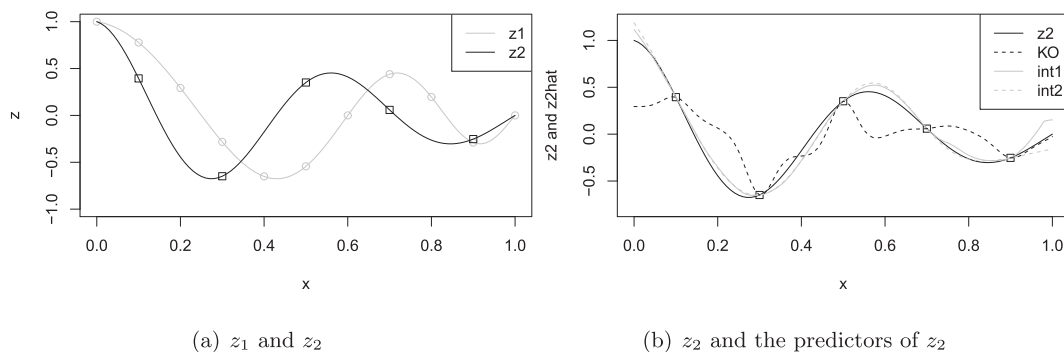 z1
z2
1.0
0.5
0.0
−0.5
−1.0
z
0.0 0.2 0.4 0.6 0.8 1.0
x
(a) z₁ and z₂
z2
KO
int1
int2
1.0
0.5
0.0
−0.5
z2 and z2hat
0.0 0.2 0.4 0.6 0.8 1.0
x
(b) z₂ and the predictors of z₂